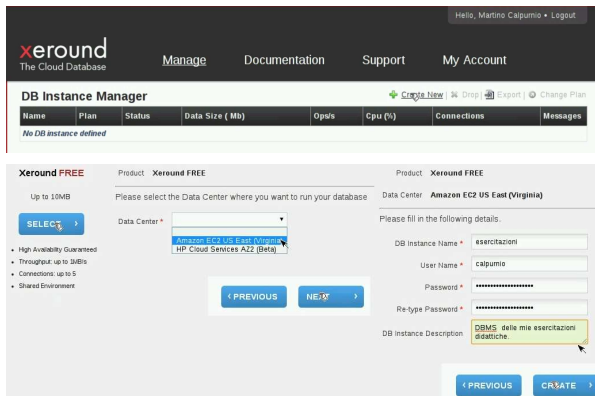 Hello, Martino Calpurnio • Logout
xeround
The Cloud Database
Manage Documentation Support My Account
DB Instance Manager
Create New | Drop | Export | Change Plan
Name Plan Status Data Size ( Mb) Ops/s Cpu (%) Connections Messages
No DB instance defined
Xeround FREE
Up to 10MB
SELECT ›
• High Availability Guaranteed
• Throughput: up to 1MB/s
• Connections: up to 5
• Shared Environment
Product Xeround FREE
Please select the Data Center where you want to run your database
Data Center *
Amazon EC2 US East (Virginia)
HP Cloud Services AZ2 (Beta)
‹ PREVIOUS NEXT ›
Product Xeround FREE
Data Center Amazon EC2 US East (Virginia)
Please fill in the following details.
DB Instance Name * esercitazioni
User Name * calpurnio
Password * ••••••••••••••••••••
Re-type Password * ••••••••••••••••••••
DB Instance Description DBMS delle mie esercitazioni
didattiche.
‹ PREVIOUS CREATE ›